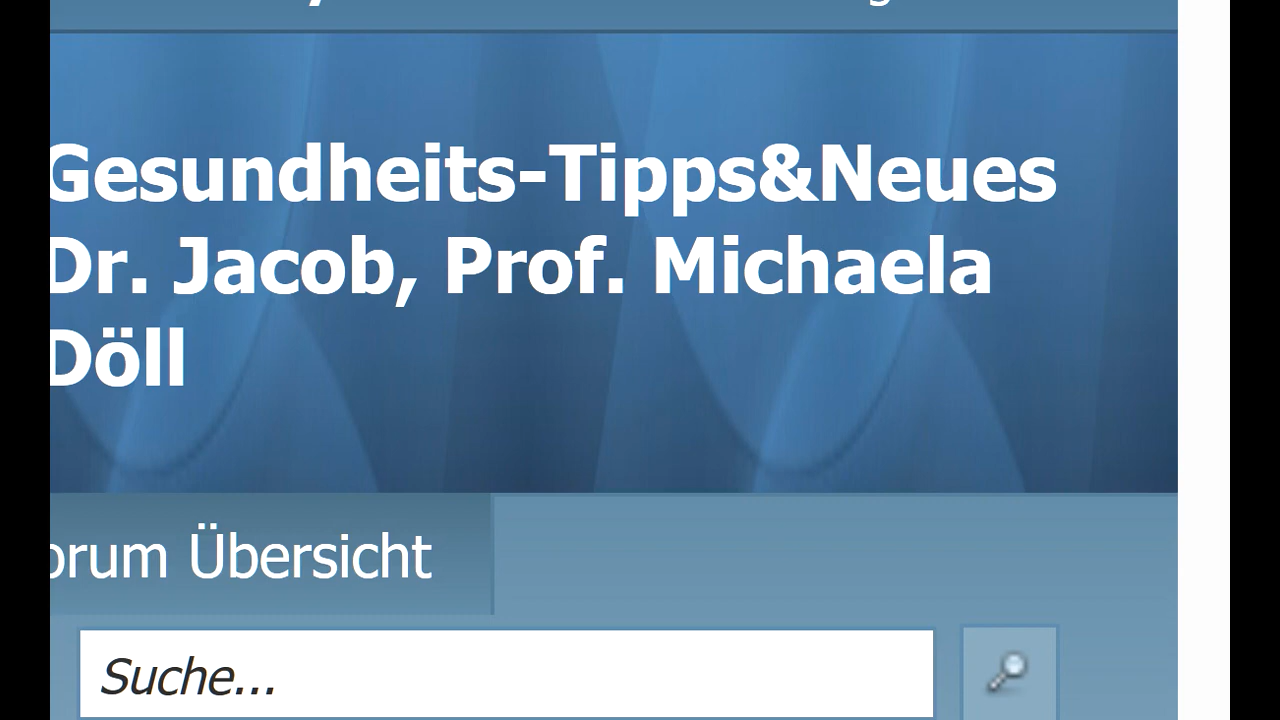 Gesundheits-Tipps&Neues
Dr. Jacob, Prof. Michaela
Döll
orum Übersicht
Suche...